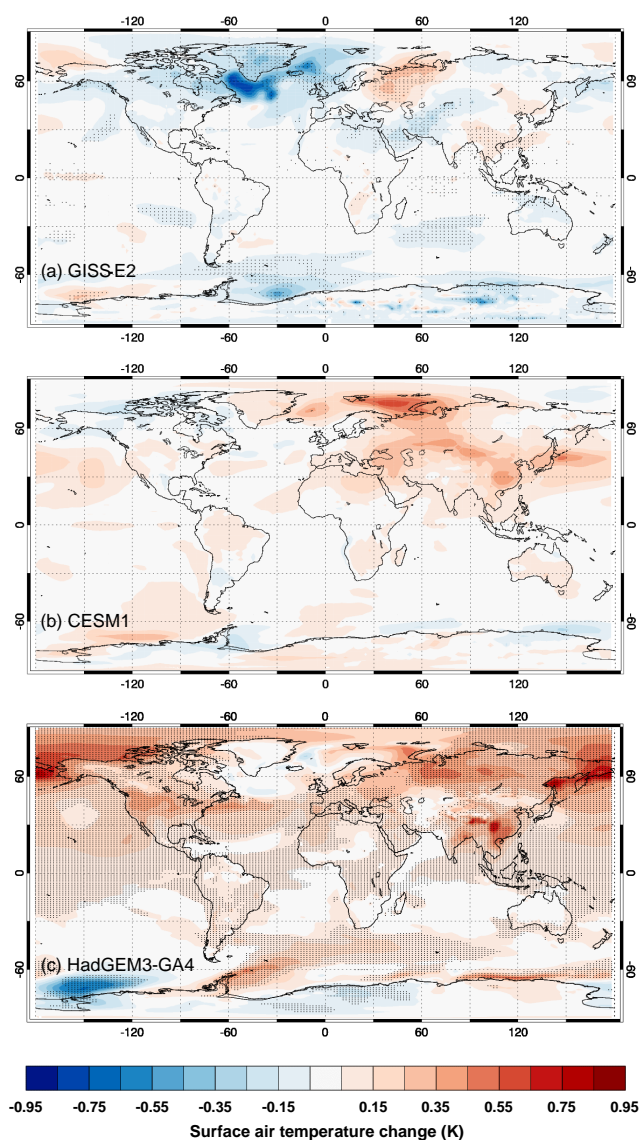 -120 -60 0 60 120
60 60
0 0
-60 -60
(a) GISS-E2
-120 -60 0 60 120
-120 -60 0 60 120
60 60
0 0
-60 -60
(b) CESM1
-120 -60 0 60 120
-120 -60 0 60 120
60 60
0 0
-60 -60
(c) HadGEM3-GA4
-120 -60 0 60 120
-0.95 -0.75 -0.55 -0.35 -0.15 0.15 0.35 0.55 0.75 0.95
Surface air temperature change (K)